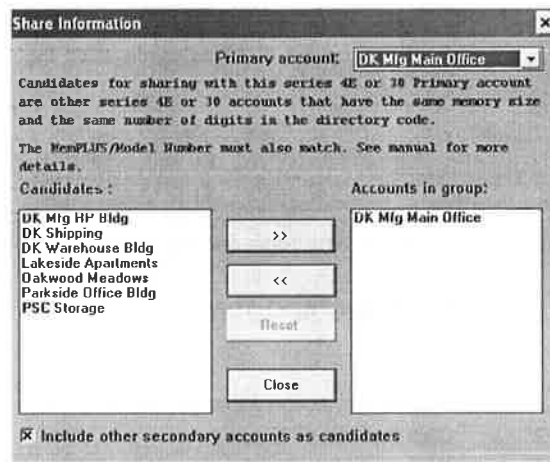 Share Information
Primary account: DK Mfg Main Office
Candidates for sharing with this series 4E or 30 Primary account
are other series 4E or 30 accounts that have the same memory size
and the same number of digits in the directory code.
The MemPLUS/Model Number must also match. See manual for more
details.
Candidates:
DK Mfg HP Bldg
DK Shipping
DK Warehouse Bldg
Lakeside Apartments
Oakwood Meadows
Parkside Office Bldg
PSC Storage
>>
<<
Reset
Close
Accounts in group:
DK Mfg Main Office
Include other secondary accounts as candidates